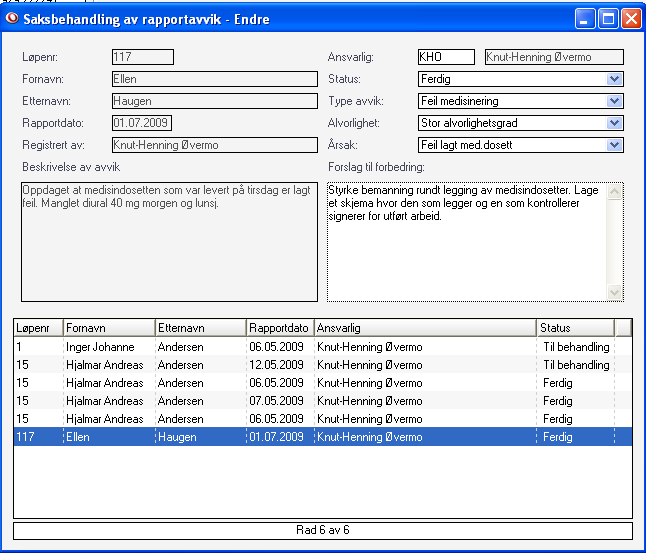 Saksbehandling av rapportavvik - Endre
Løpenr: 117 Ansvarlig: KHO Knut-Henning Øvermo
Fornavn: Ellen Status: Ferdig
Etternavn: Haugen Type avvik: Feil medisinering
Rapportdato: 01.07.2009 Alvorlighet: Stor alvorlighetsgrad
Registrert av: Knut-Henning Øvermo Årsak: Feil lagt med.dosett
Beskrivelse av avvik Forslag til forbedring:
Oppdaget at medisindosetten som var levert på tirsdag er lagt
feil. Manglet diural 40 mg morgen og lunsj.
Styrke bemanning rundt legging av medisindosetter. Lage
et skjema hvor den som legger og en som kontrollerer
signerer for utført arbeid.
Løpenr Fornavn Etternavn Rapportdato Ansvarlig Status
1 Inger Johanne Andersen 06.05.2009 Knut-Henning Øvermo Til behandling
15 Hjalmar Andreas Andersen 12.05.2009 Knut-Henning Øvermo Til behandling
15 Hjalmar Andreas Andersen 06.05.2009 Knut-Henning Øvermo Ferdig
15 Hjalmar Andreas Andersen 07.05.2009 Knut-Henning Øvermo Ferdig
15 Hjalmar Andreas Andersen 06.05.2009 Knut-Henning Øvermo Ferdig
117 Ellen Haugen 01.07.2009 Knut-Henning Øvermo Ferdig
Rad 6 av 6